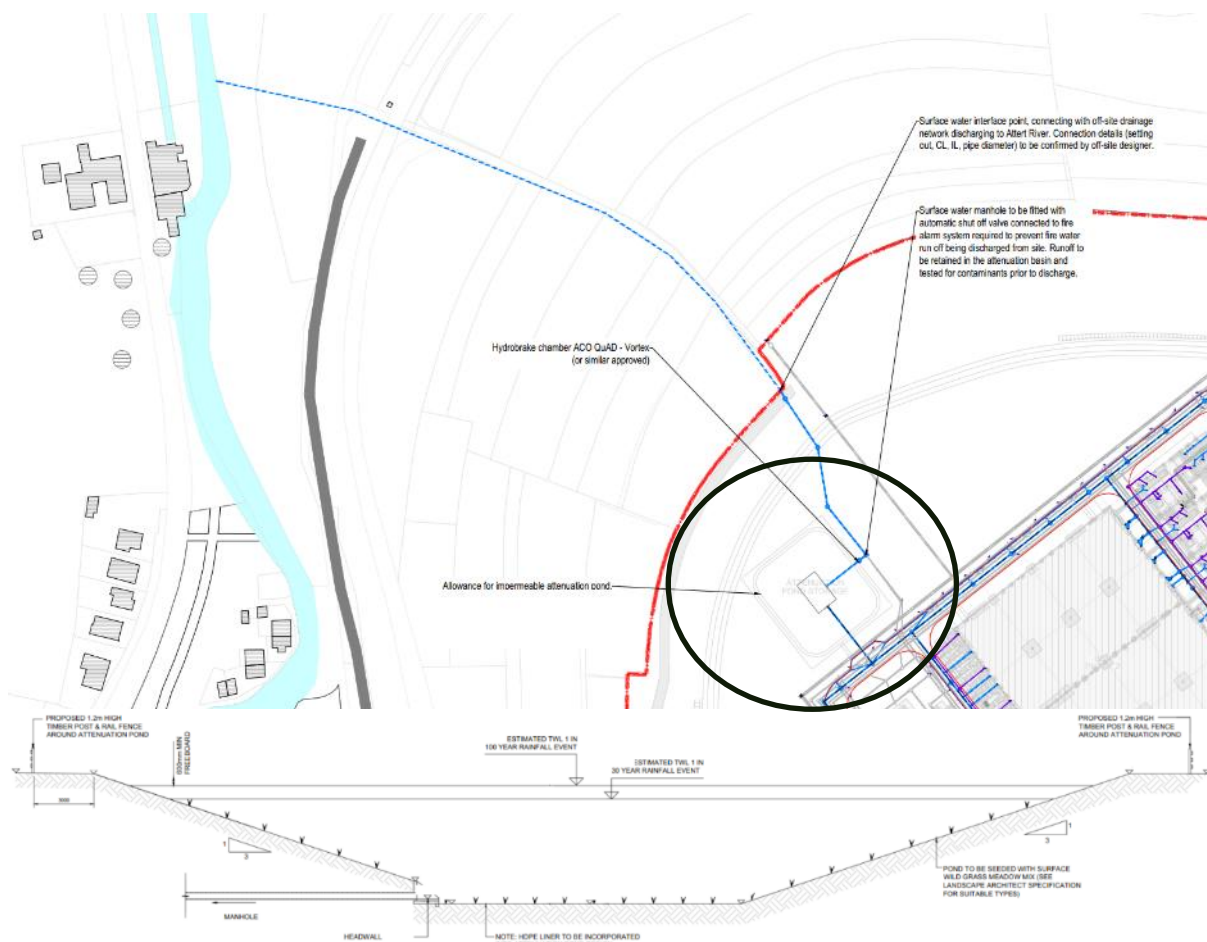 Surface water interface point, connecting with off-site drainage
network discharging to Attert River. Connection details (setting
out, CL, IL, pipe diameter) to be confirmed by off-site designer.
Surface water manhole to be fitted with
automatic shut off valve connected to fire
alarm system required to prevent fire water
run off being discharged from site. Runoff to
be retained in the attenuation basin and
tested for contaminants prior to discharge.
Hydrobrake chamber ACO QuAD - Vortex
(or similar approved)
Allowance for impermeable attenuation pond.
PROPOSED 1.2m HIGH
TIMBER POST & RAIL FENCE
AROUND ATTENUATION POND
MIN
FREEBOARD
ESTIMATED TWL 1 IN
100 YEAR RAINFALL EVENT
ESTIMATED TWL 1 IN
30 YEAR RAINFALL EVENT
PROPOSED 1.2m HIGH
TIMBER POST & RAIL FENCE
AROUND ATTENUATION POND
1
3
1
3
POND TO BE SEEDED WITH SURFACE
WILD GRASS MEADOW MIX (SEE
LANDSCAPE ARCHITECT SPECIFICATION
FOR SUITABLE TYPES)
MANHOLE
HEADWALL
NOTE: HDPE LINER TO BE INCORPORATED